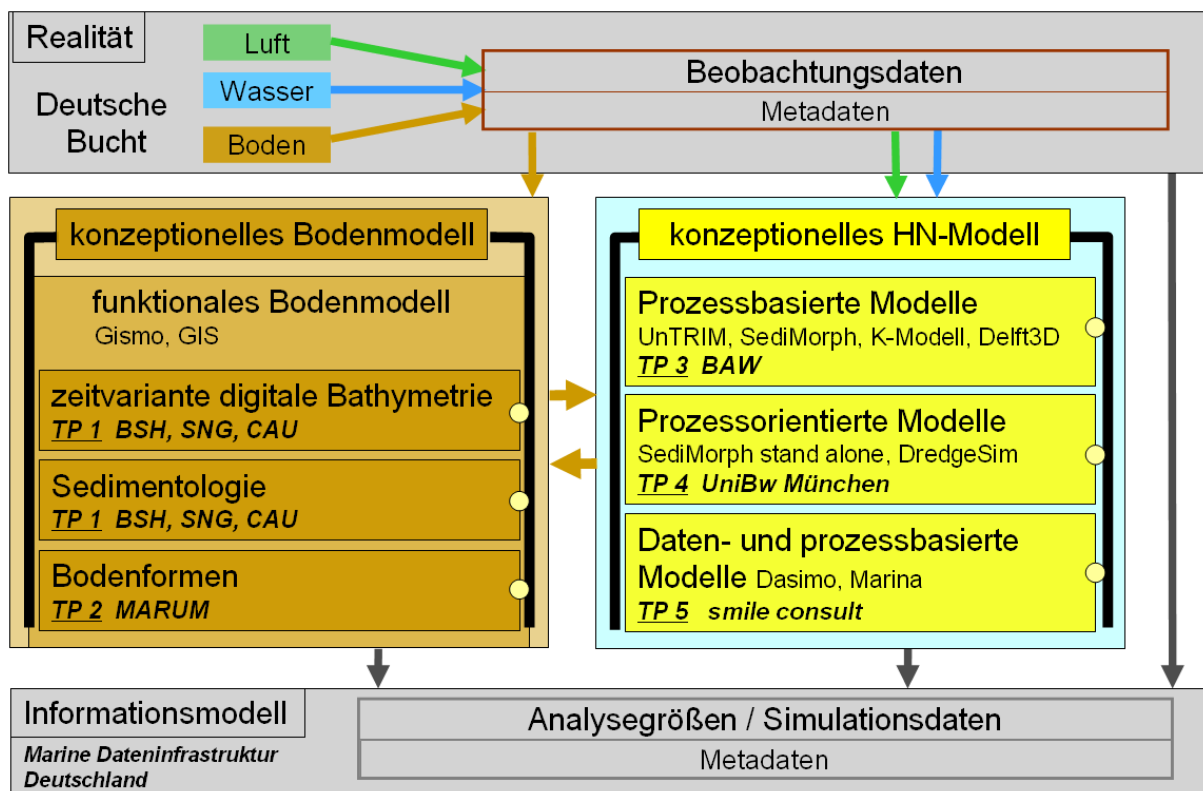 Realität
Deutsche
Bucht
Luft
Wasser
Boden
Beobachtungsdaten
Metadaten
konzeptionelles Bodenmodell
funktionales Bodenmodell
Gismo, GIS
zeitvariante digitale Bathymetrie
TP 1 BSH, SNG, CAU
Sedimentologie
TP 1 BSH, SNG, CAU
Bodenformen
TP 2 MARUM
konzeptionelles HN-Modell
Prozessbasierte Modelle
UnTRIM, SediMorph, K-Modell, Delft3D
TP 3 BAW
Prozessorientierte Modelle
SediMorph stand alone, DredgeSim
TP 4 UniBw München
Daten- und prozessbasierte
Modelle Dasimo, Marina
TP 5 smile consult
Informationsmodell
Marine Dateninfrastruktur
Deutschland
Analysegrößen / Simulationsdaten
Metadaten